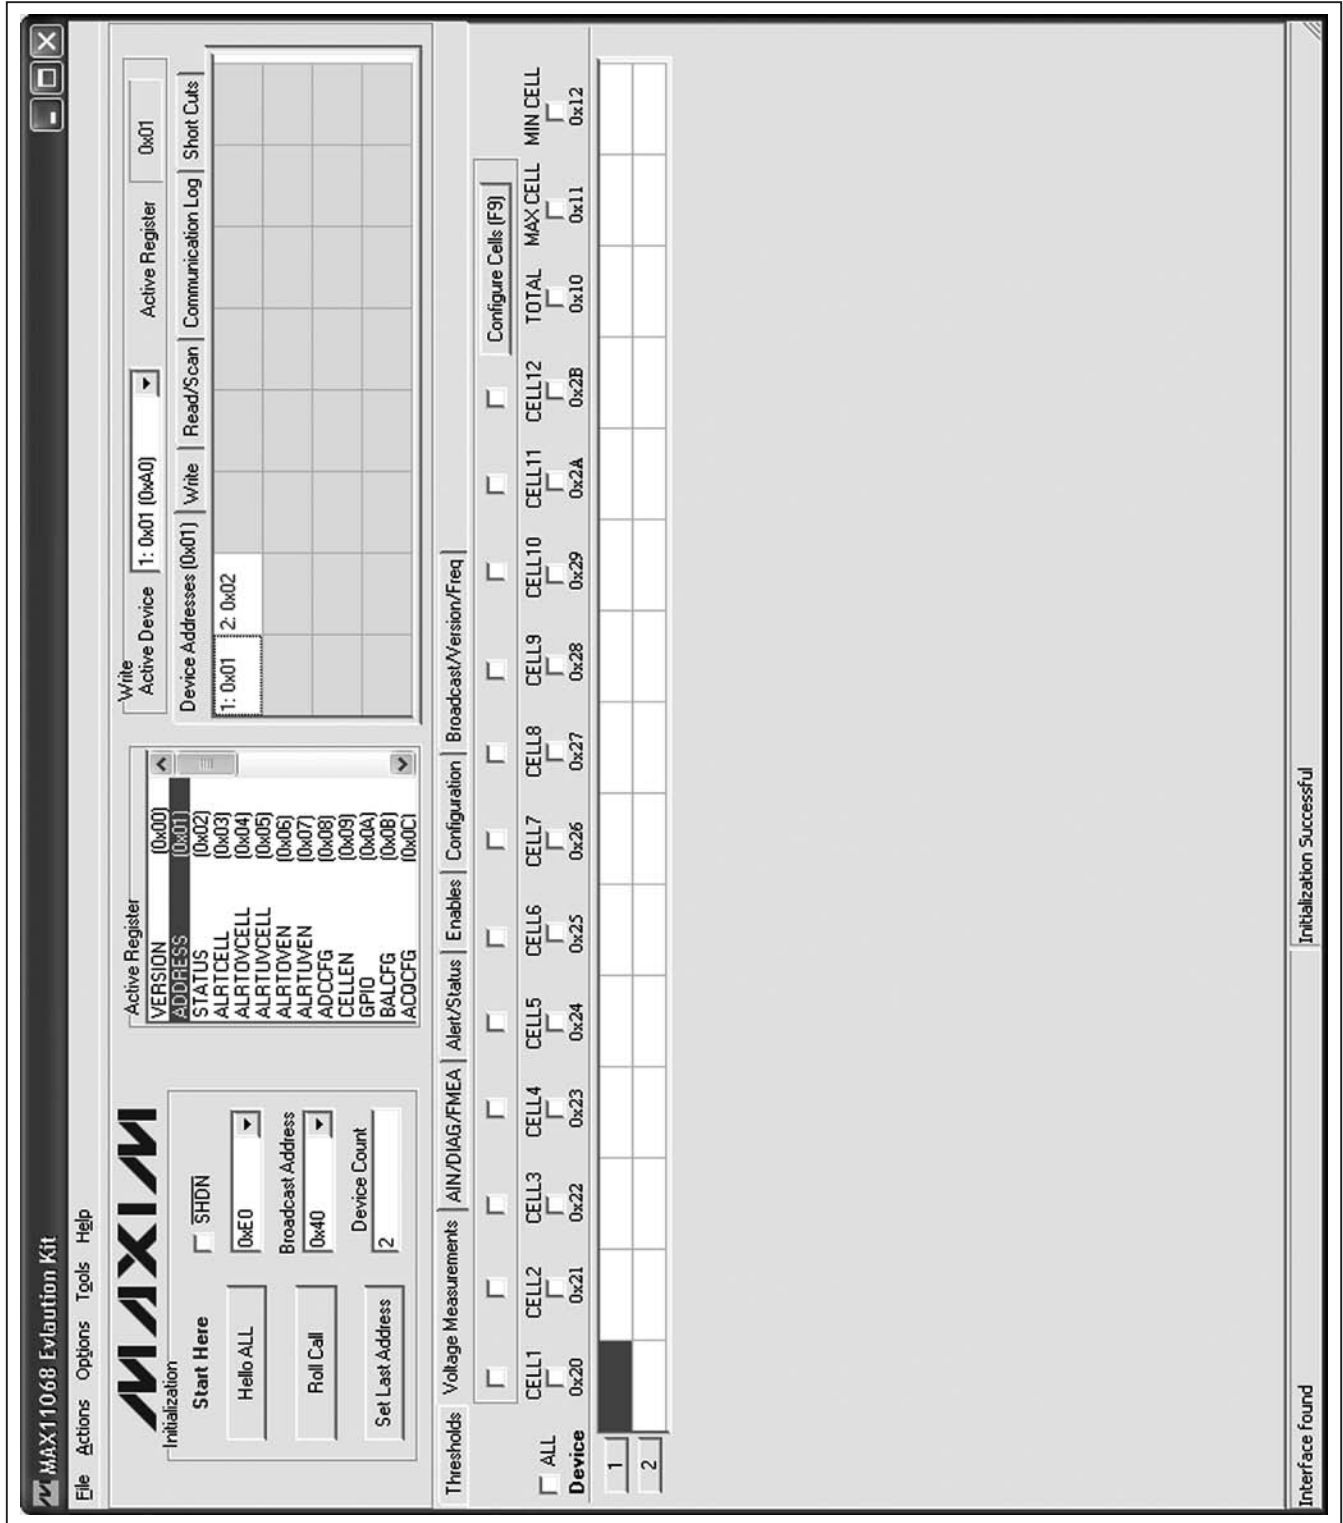 MAX11068 Evlaution Kit
File Actions Options Tools Help
MAXIM
Initialization
Start Here
SHDN
Hello ALL
0xE0
Broadcast Address
Roll Call
0x40
Device Count
Set Last Address
2
Active Register
VERSION (0x00)
ADDRESS (0x01)
STATUS (0x02)
ALRTCELL (0x03)
ALRTOVCELL (0x04)
ALRTUVCELL (0x05)
ALRTOVEN (0x06)
ALRTUVEN (0x07)
ADCCFG (0x08)
CELLEN (0x09)
GPIO (0x0A)
BALCFG (0x0B)
ACQCFG (0x0C)
Write
Active Device 1: 0x01 (0xA0) Active Register 0x01
Device Addresses (0x01) Write Read/Scan Communication Log Short Cuts
1: 0x01 2: 0x02
Thresholds Voltage Measurements AIN/DIAG/FMEA Alert/Status Enables Configuration Broadcast/Version/Freq
Configure Cells (F9)
CELL1 CELL2 CELL3 CELL4 CELL5 CELL6 CELL7 CELL8 CELL9 CELL10 CELL11 CELL12 TOTAL MAX CELL MIN CELL
ALL
Device 0x20 0x21 0x22 0x23 0x24 0x25 0x26 0x27 0x28 0x29 0x2A 0x2B 0x10 0x11 0x12
1
2
Interface Found Initialization Successful